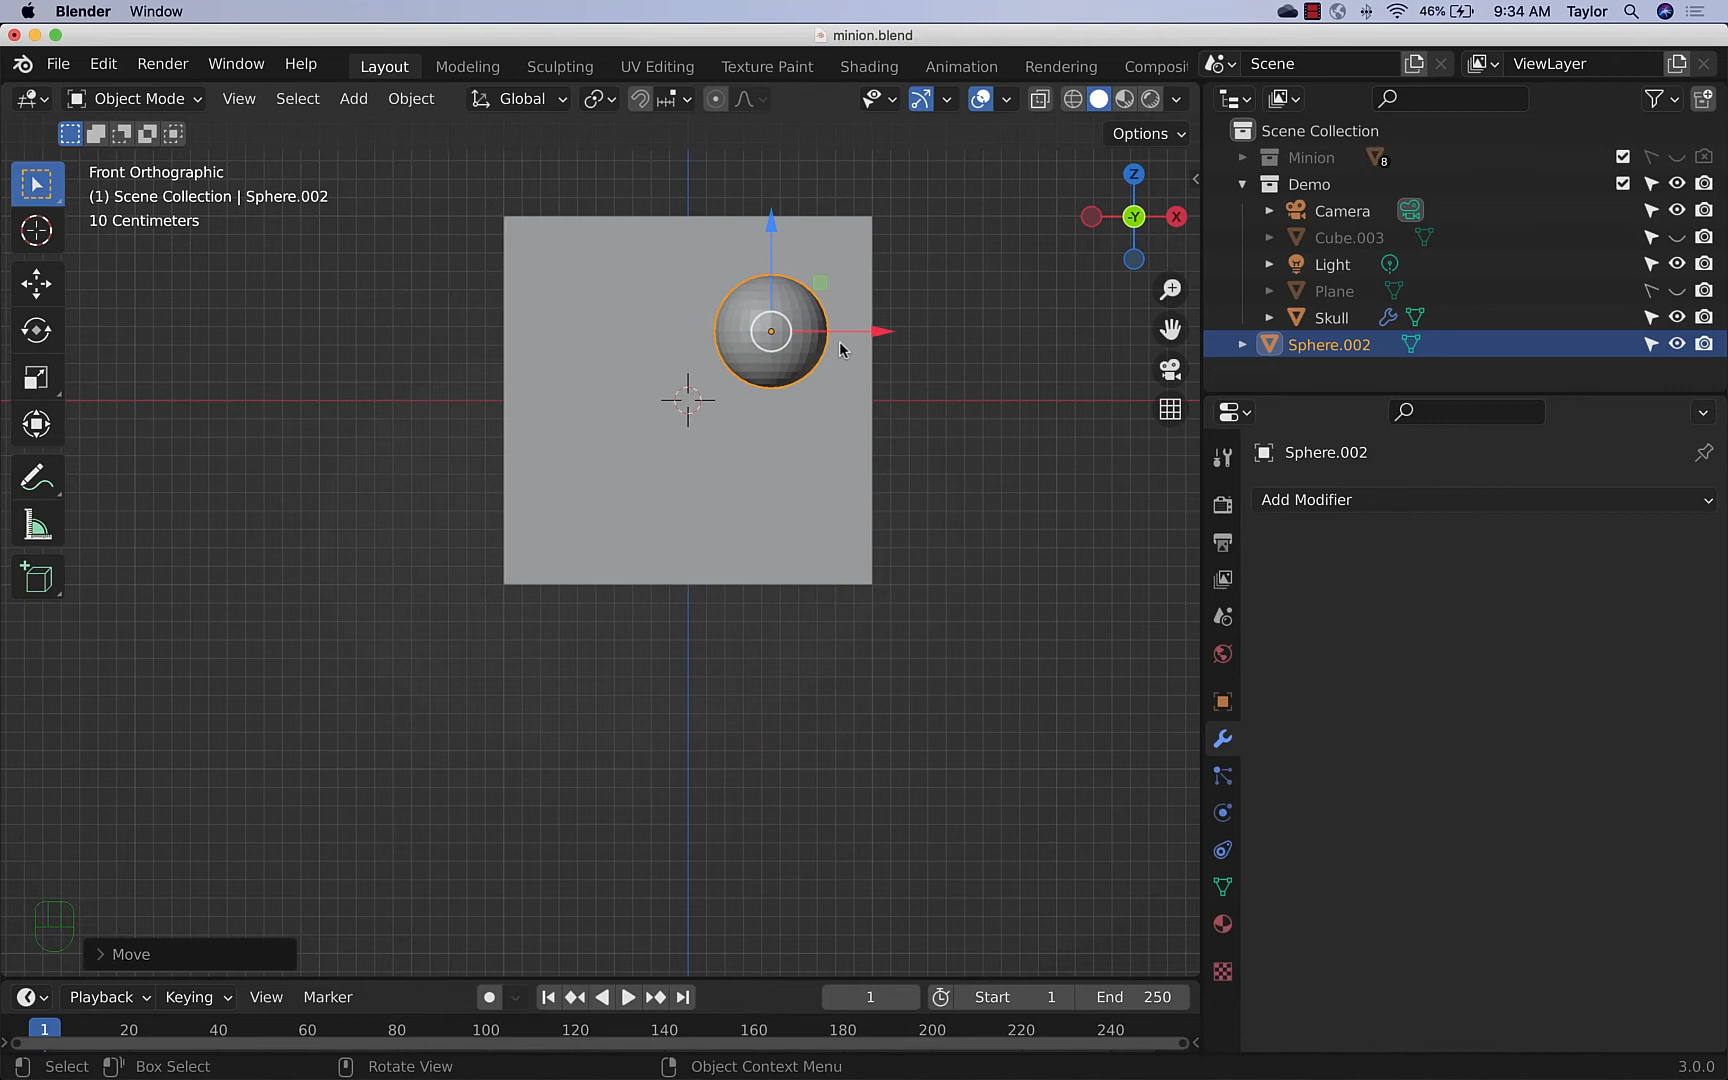 Blender Window 46% 9:34 AM Taylor
minion.blend
File Edit Render Window Help Layout Modeling Sculpting UV Editing Texture Paint Shading Animation Rendering Composit Scene ViewLayer
Object Mode View Select Add Object Global
Options
Front Orthographic
(1) Scene Collection | Sphere.002
10 Centimeters
Z
-Y X
Scene Collection
Minion 8
Demo
Camera
Cube.003
Light
Plane
Skull
Sphere.002
Sphere.002
Add Modifier
Move
Playback Keying View Marker 1 Start 1 End 250
1 20 40 60 80 100 120 140 160 180 200 220 240
Select Box Select Rotate View Object Context Menu 3.0.0